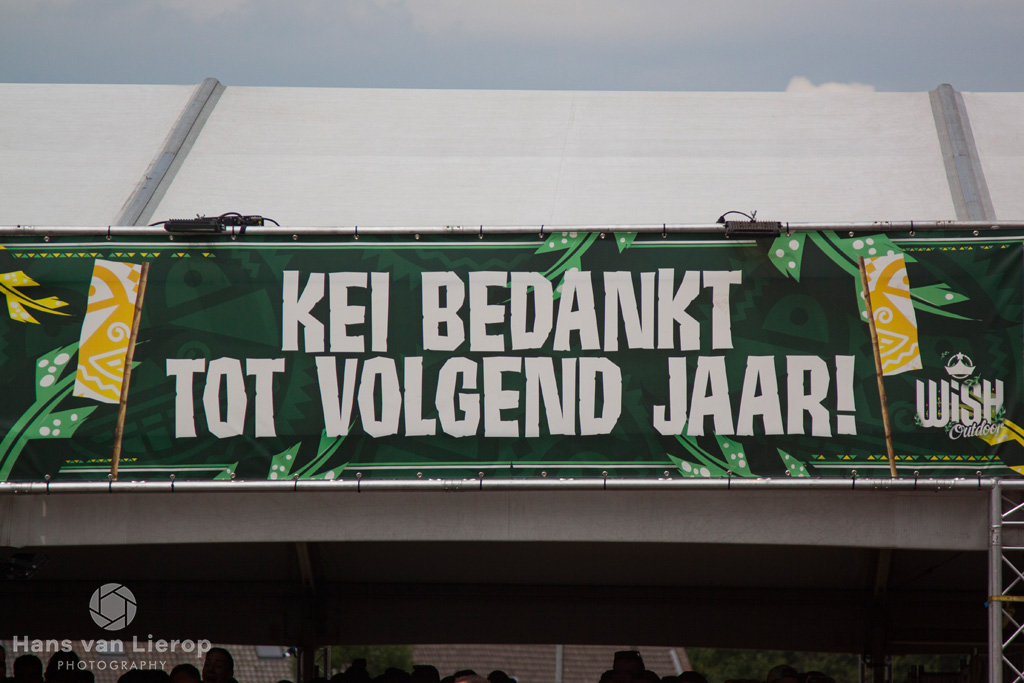 KEI BEDANKT
TOT VOLGEND JAAR!
WiSH
Outdoor
Hans van Lierop
PHOTOGRAPHY